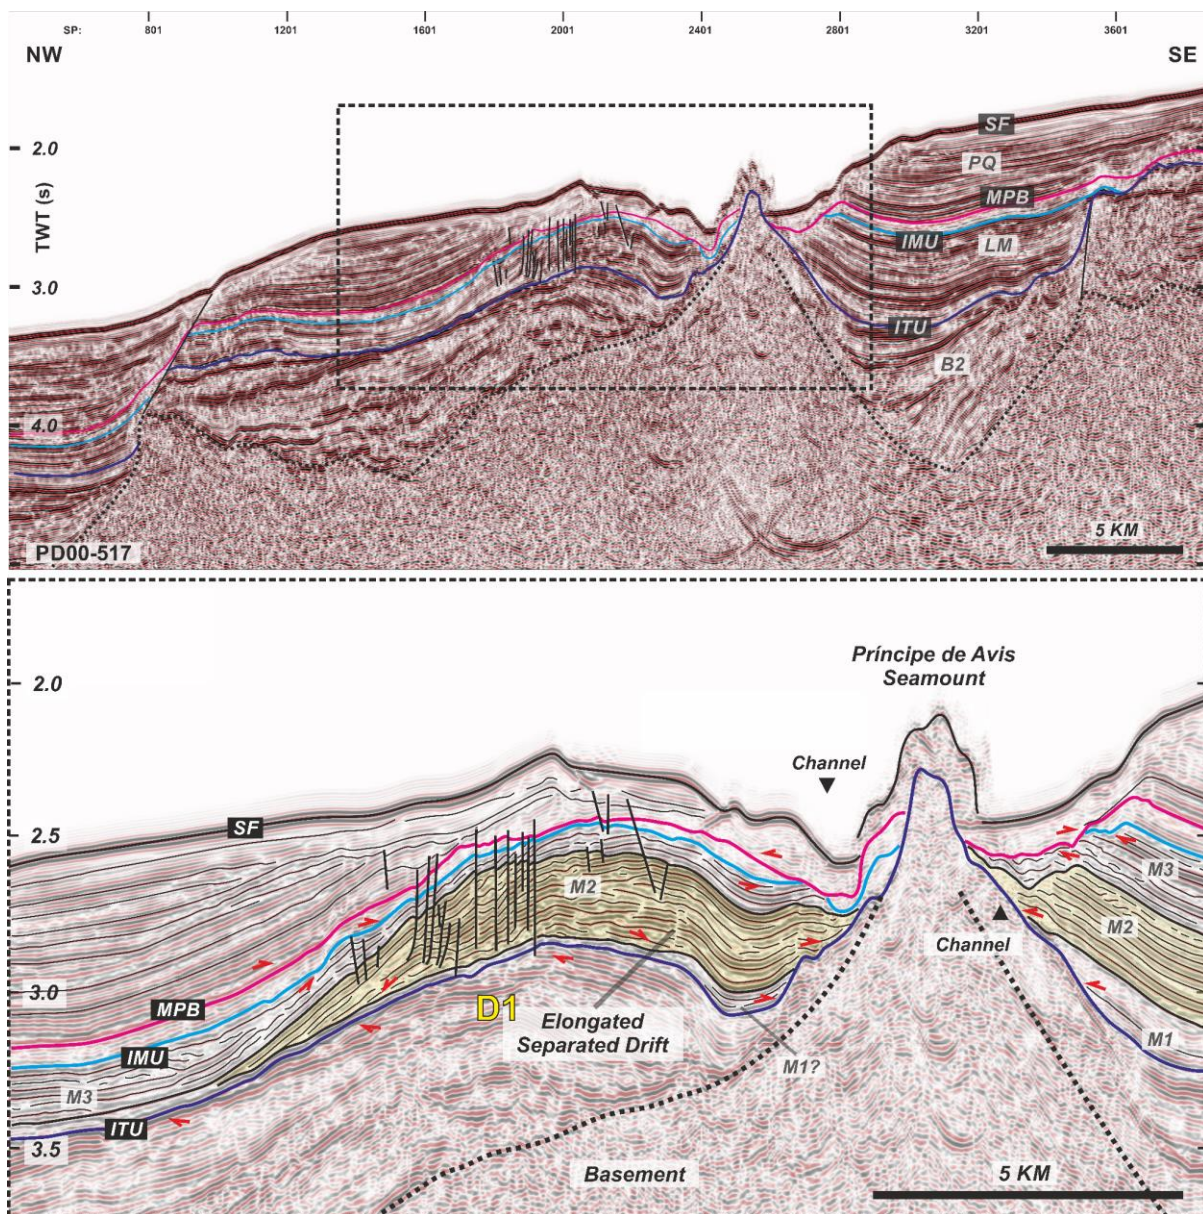 SP: 801 1201 1601 2001 2401 2801 3201 3601
NW SE
SF
2.0
PQ
TWT (s)
MPB
IMU
LM
3.0
ITU
B2
4.0
PD00-517
5 KM
Príncipe de Avis
Seamount
2.0
Channel
SF
2.5
M3
M2
M2
Channel
3.0
MPB
D1
Elongated
Separated Drift
IMU
M1
M1?
M3
ITU
3.5
Basement
5 KM